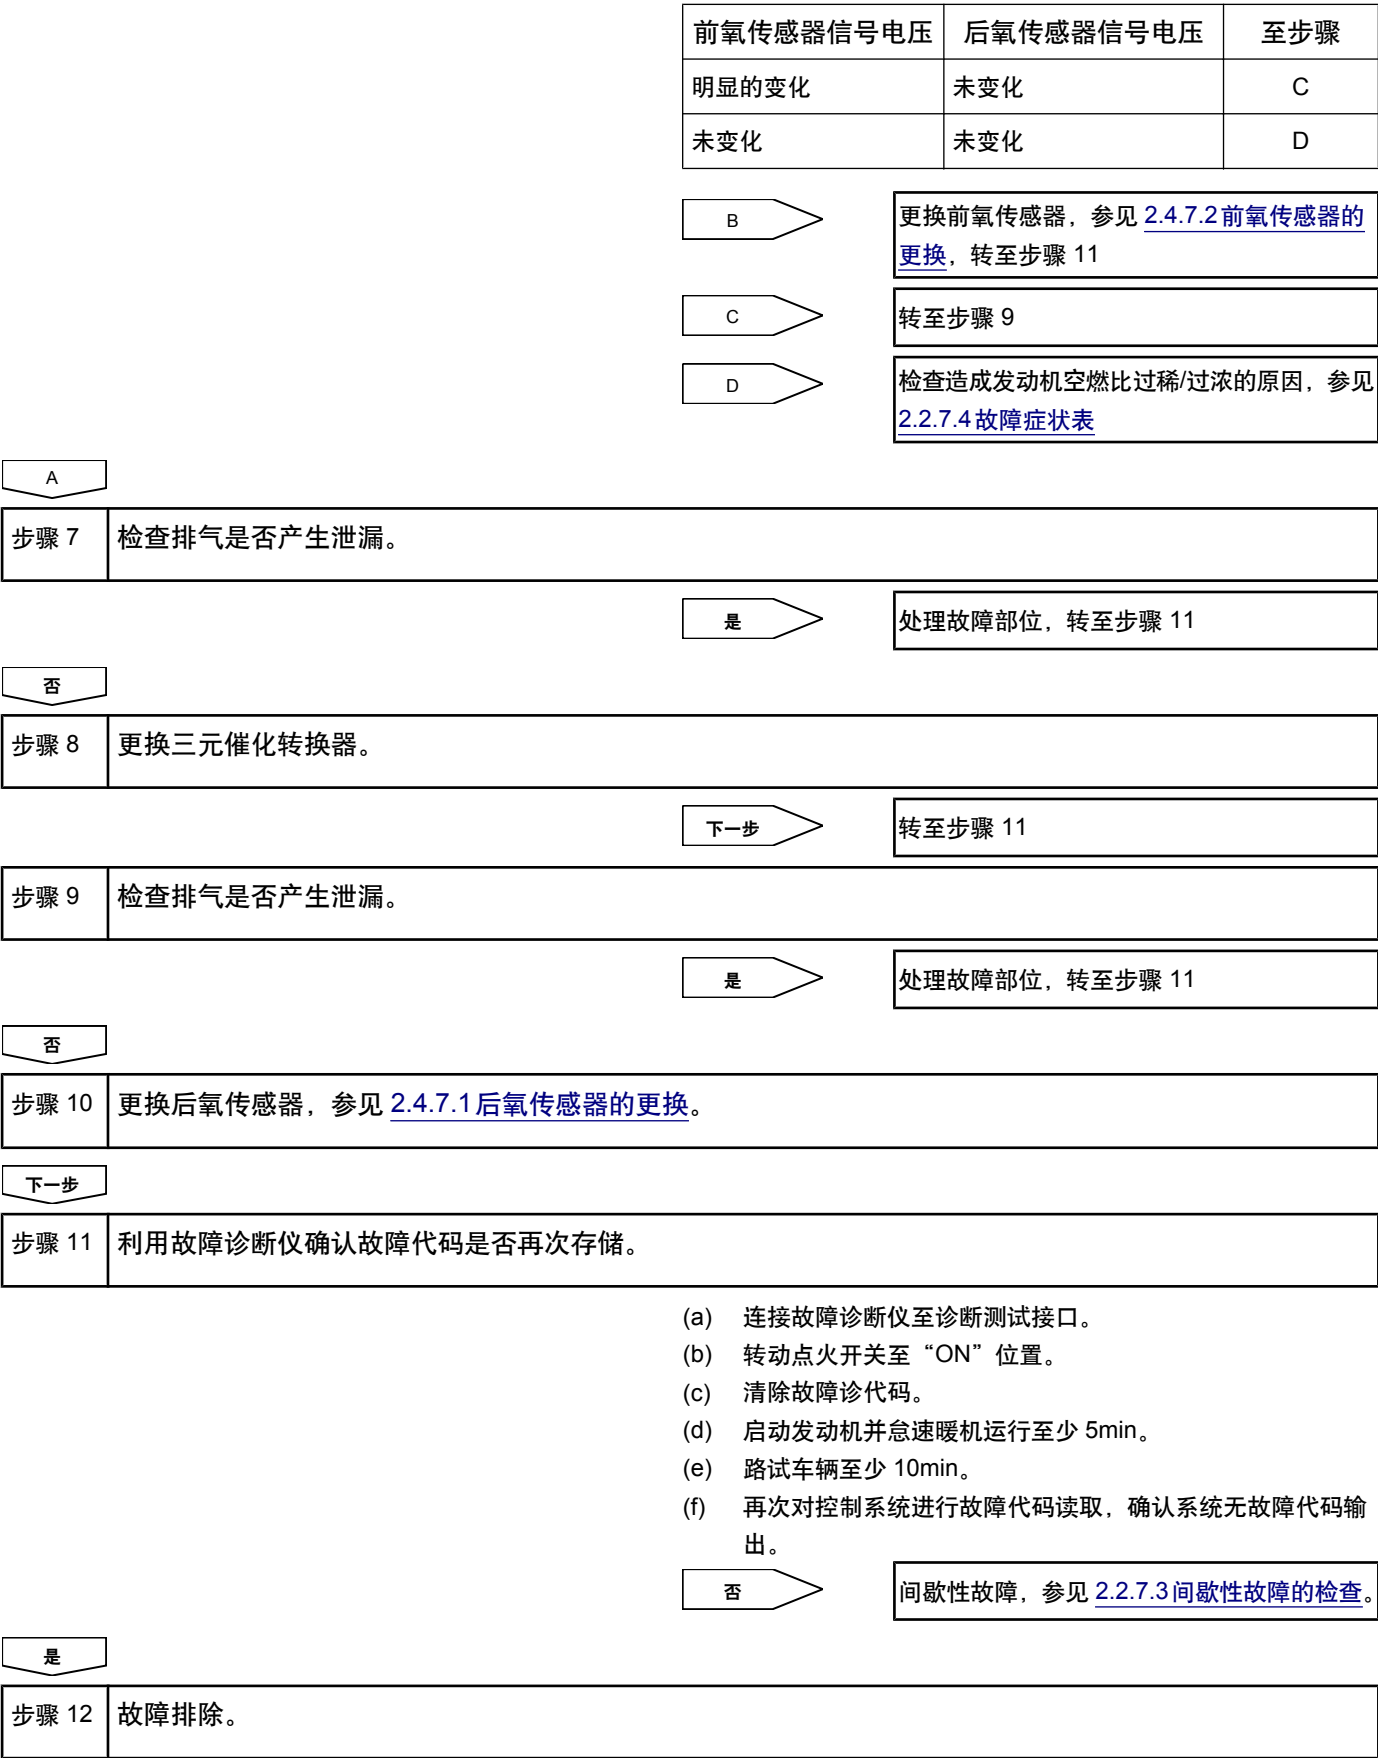 前氧传感器信号电压 后氧传感器信号电压 至步骤
明显的变化 未变化 C
未变化 未变化 D
B 更换前氧传感器，参见 2.4.7.2前氧传感器的
更换，转至步骤 11
C 转至步骤 9
D 检查造成发动机空燃比过稀/过浓的原因，参见
2.2.7.4故障症状表
A
步骤 7 检查排气是否产生泄漏。
是 处理故障部位，转至步骤 11
否
步骤 8 更换三元催化转换器。
下一步 转至步骤 11
步骤 9 检查排气是否产生泄漏。
是 处理故障部位，转至步骤 11
否
步骤 10 更换后氧传感器，参见 2.4.7.1后氧传感器的更换。
下一步
步骤 11 利用故障诊断仪确认故障代码是否再次存储。
(a) 连接故障诊断仪至诊断测试接口。
(b) 转动点火开关至“ON”位置。
(c) 清除故障诊代码。
(d) 启动发动机并怠速暖机运行至少 5min。
(e) 路试车辆至少 10min。
(f) 再次对控制系统进行故障代码读取，确认系统无故障代码输
出。
否 间歇性故障，参见 2.2.7.3间歇性故障的检查。
是
步骤 12 故障排除。